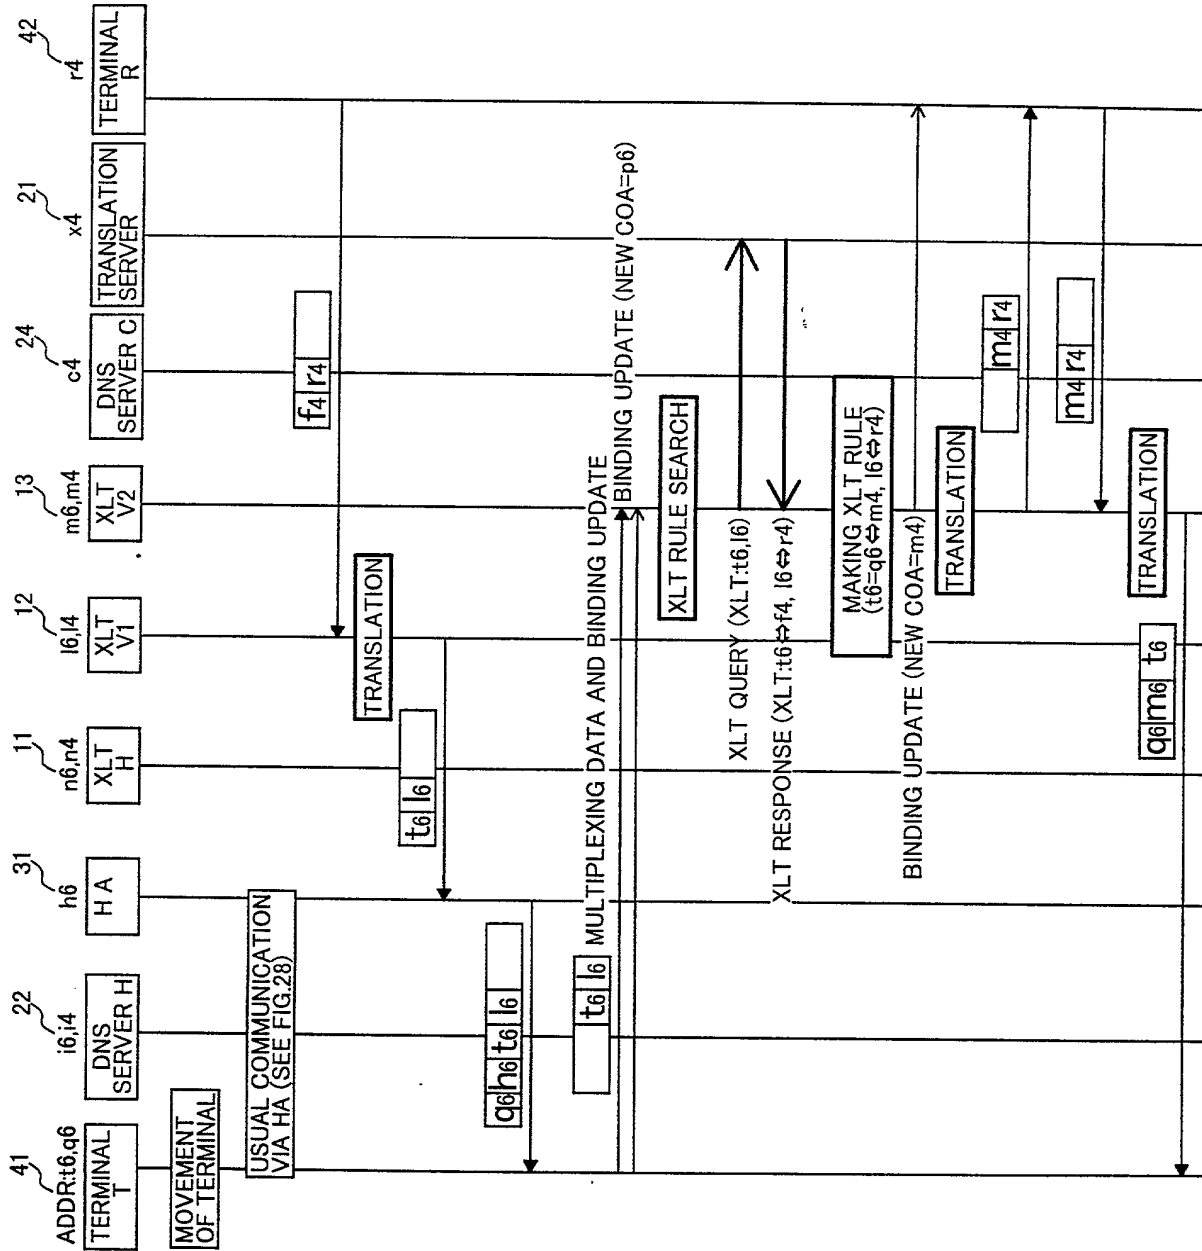 41
ADDR:t6,q6
TERMINAL
T
22
i6,i4
DNS
SERVER H
31
h6
H A
11
n6,n4
XLT
H
12
l6,l4
XLT
V1
13
m6,m4
XLT
V2
24
c4
DNS
SERVER C
21
x4
TRANSLATION
SERVER
42
r4
TERMINAL
R
MOVEMENT
OF TERMINAL
USUAL COMMUNICATION
VIA HA (SEE FIG.28)
f4 r4
TRANSLATION
t6 l6
q6 h6 t6 l6
t6 l6
MULTIPLEXING DATA AND BINDING UPDATE
BINDING UPDATE (NEW COA=p6)
XLT RULE SEARCH
XLT QUERY (XLT:t6,l6)
XLT RESPONSE (XLT:t6⇔f4, l6⇔r4)
MAKING XLT RULE
(t6=q6⇔m4, l6⇔r4)
BINDING UPDATE (NEW COA=m4)
TRANSLATION
m4 r4
m4 r4
TRANSLATION
q6 m6 t6